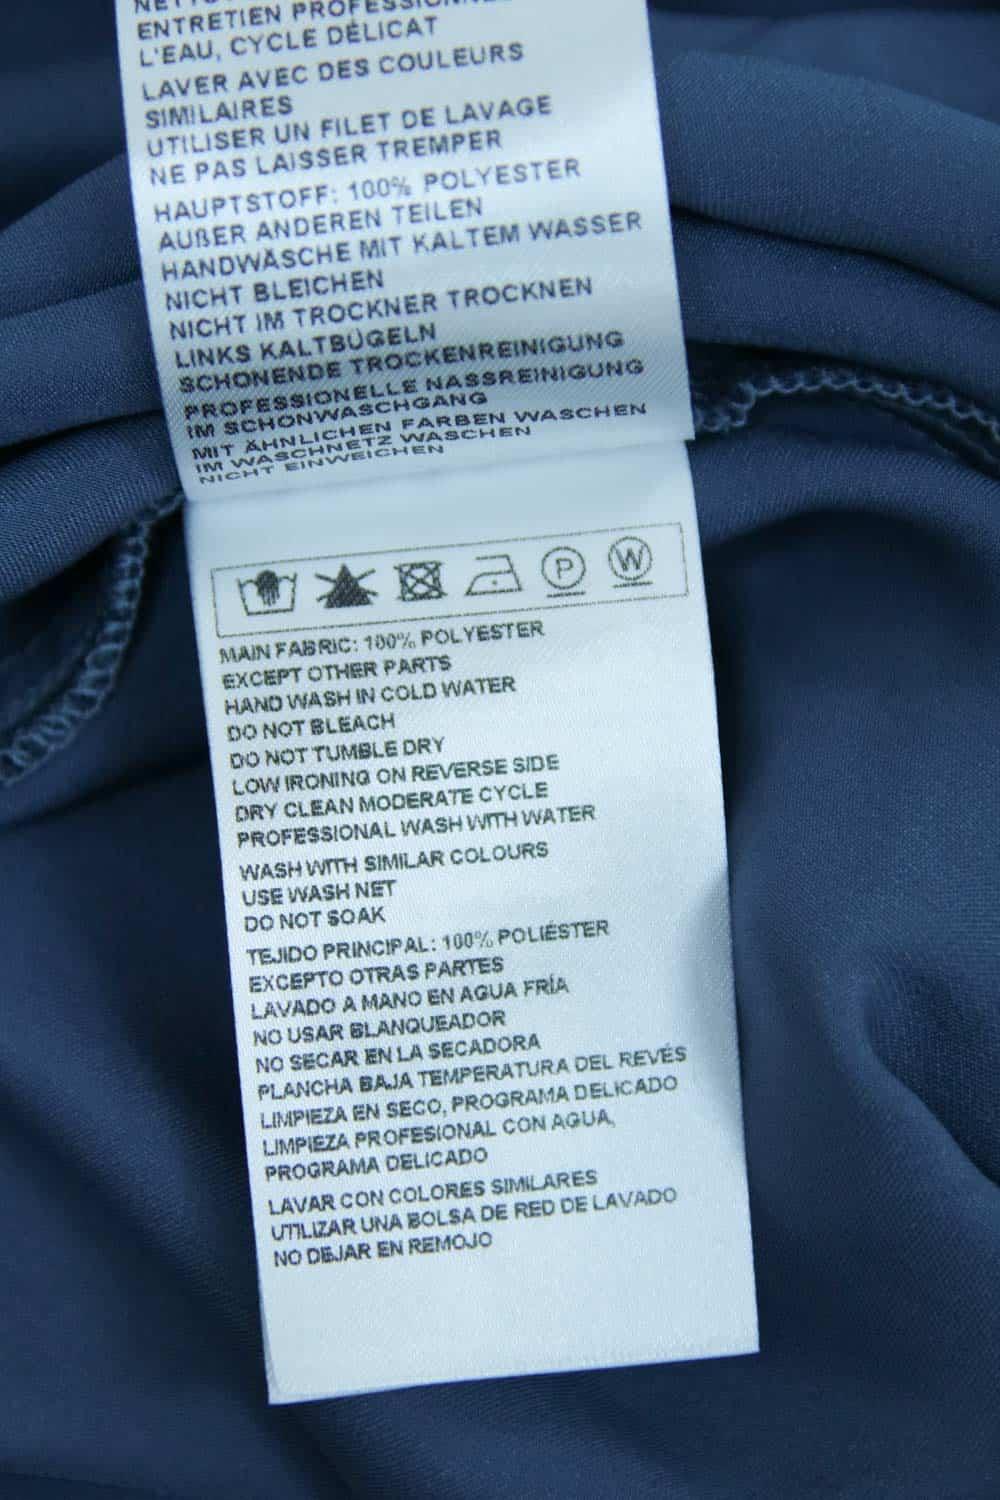 ENTRETIEN PROFESSIONNEL
L'EAU, CYCLE DÉLICAT
LAVER AVEC DES COULEURS
SIMILAIRES
UTILISER UN FILET DE LAVAGE
NE PAS LAISSER TREMPER
HAUPTSTOFF: 100% POLYESTER
AUßER ANDEREN TEILEN
HANDWÄSCHE MIT KALTEM WASSER
NICHT BLEICHEN
NICHT IM TROCKNER TROCKNEN
LINKS KALTBÜGELN
SCHONENDE TROCKENREINIGUNG
PROFESSIONELLE NASSREINIGUNG
IM SCHONWASCHGANG
MIT ÄHNLICHEN FARBEN WASCHEN
IM WASCHNETZ WASCHEN
NICHT EINWEICHEN
P W
MAIN FABRIC: 100% POLYESTER
EXCEPT OTHER PARTS
HAND WASH IN COLD WATER
DO NOT BLEACH
DO NOT TUMBLE DRY
LOW IRONING ON REVERSE SIDE
DRY CLEAN MODERATE CYCLE
PROFESSIONAL WASH WITH WATER
WASH WITH SIMILAR COLOURS
USE WASH NET
DO NOT SOAK
TEJIDO PRINCIPAL: 100% POLIÉSTER
EXCEPTO OTRAS PARTES
LAVADO A MANO EN AGUA FRÍA
NO USAR BLANQUEADOR
NO SECAR EN LA SECADORA
PLANCHA BAJA TEMPERATURA DEL REVÉS
LIMPIEZA EN SECO, PROGRAMA DELICADO
LIMPIEZA PROFESIONAL CON AGUA,
PROGRAMA DELICADO
LAVAR CON COLORES SIMILARES
UTILIZAR UNA BOLSA DE RED DE LAVADO
NO DEJAR EN REMOJO